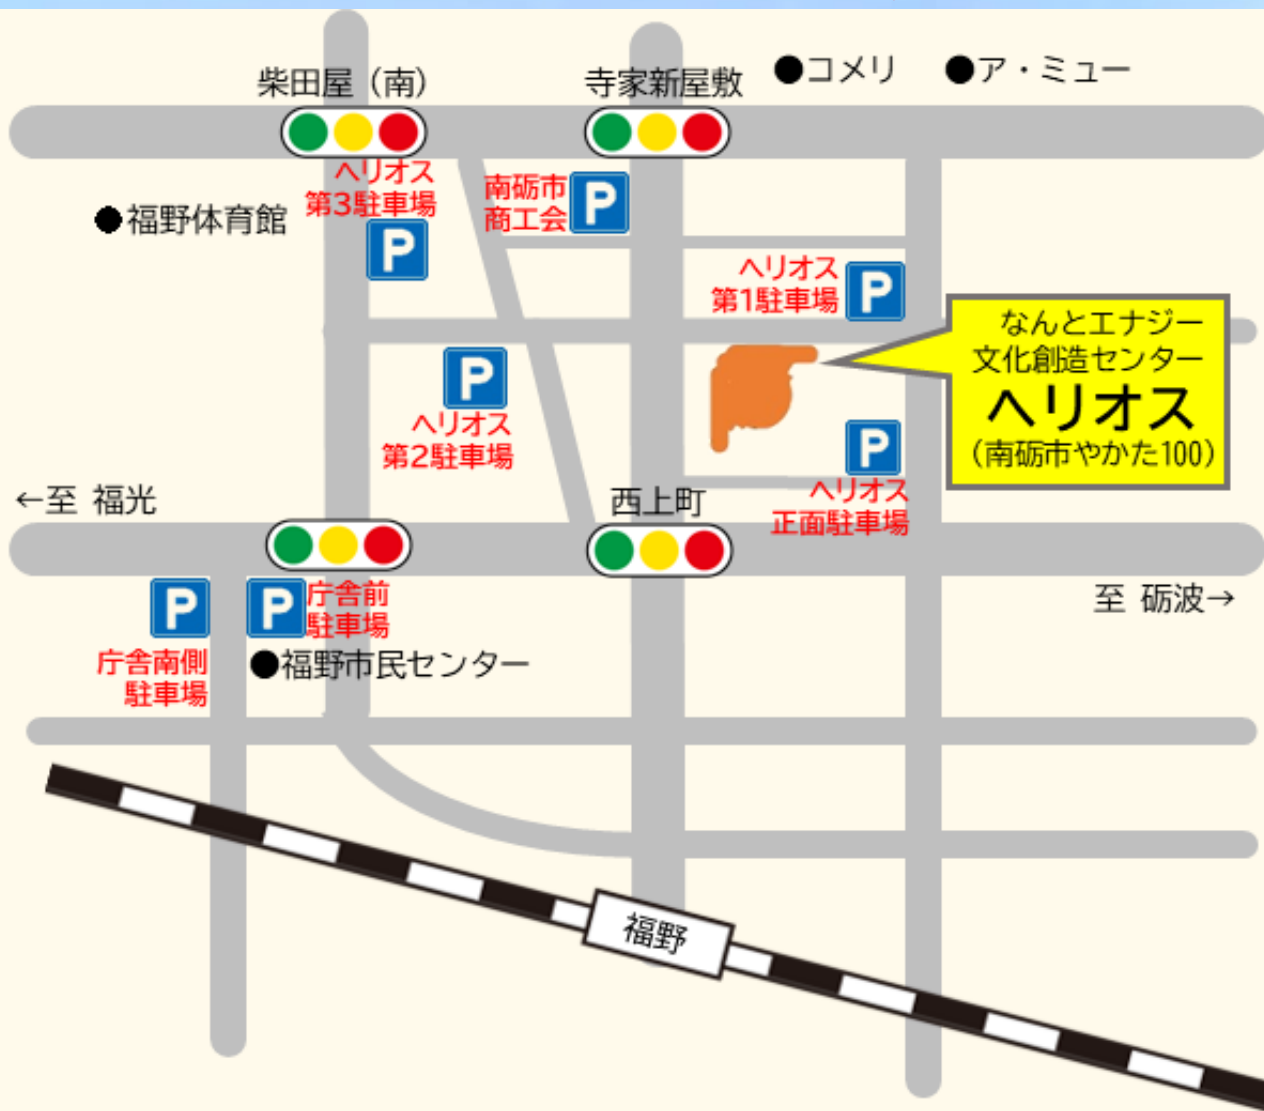 柴田屋（南）
寺家新屋敷
●コメリ
●ア・ミュー
ヘリオス
第3駐車場
P
南砺市
商工会
P
●福野体育館
ヘリオス
第1駐車場
P
なんとエナジー
文化創造センター
ヘリオス
（南砺市やかた100）
P
ヘリオス
第2駐車場
P
ヘリオス
正面駐車場
←至 福光
西上町
至 砺波→
P
庁舎南側
駐車場
P
庁舎前
駐車場
●福野市民センター
福野